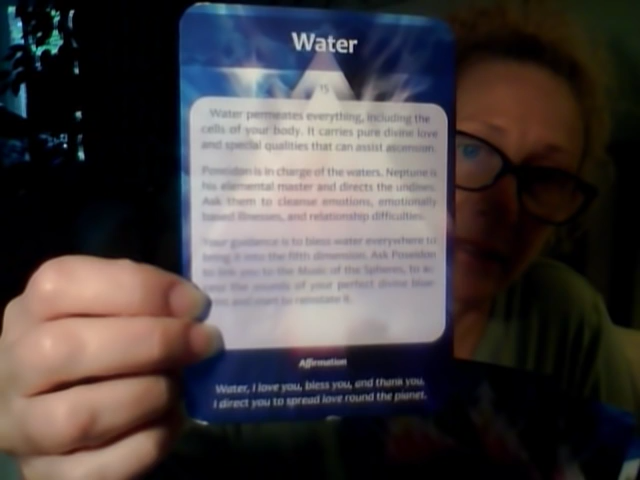 Water
15
Water permeates everything, including the
cells of your body. It carries pure divine love
and special qualities that can assist ascension.
Poseidon is in charge of the waters. Neptune is
his elemental master and directs the undines.
Ask them to cleanse emotions, emotionally
based illnesses, and relationship difficulties.
Your guidance is to bless water everywhere to
bring it into the fifth dimension. Ask Poseidon
to link you to the Music of the Spheres, to ac-
cess the sounds of your perfect divine blue-
and start to reinstate it.
Affirmation
Water, I love you, bless you, and thank you.
I direct you to spread love round the planet.